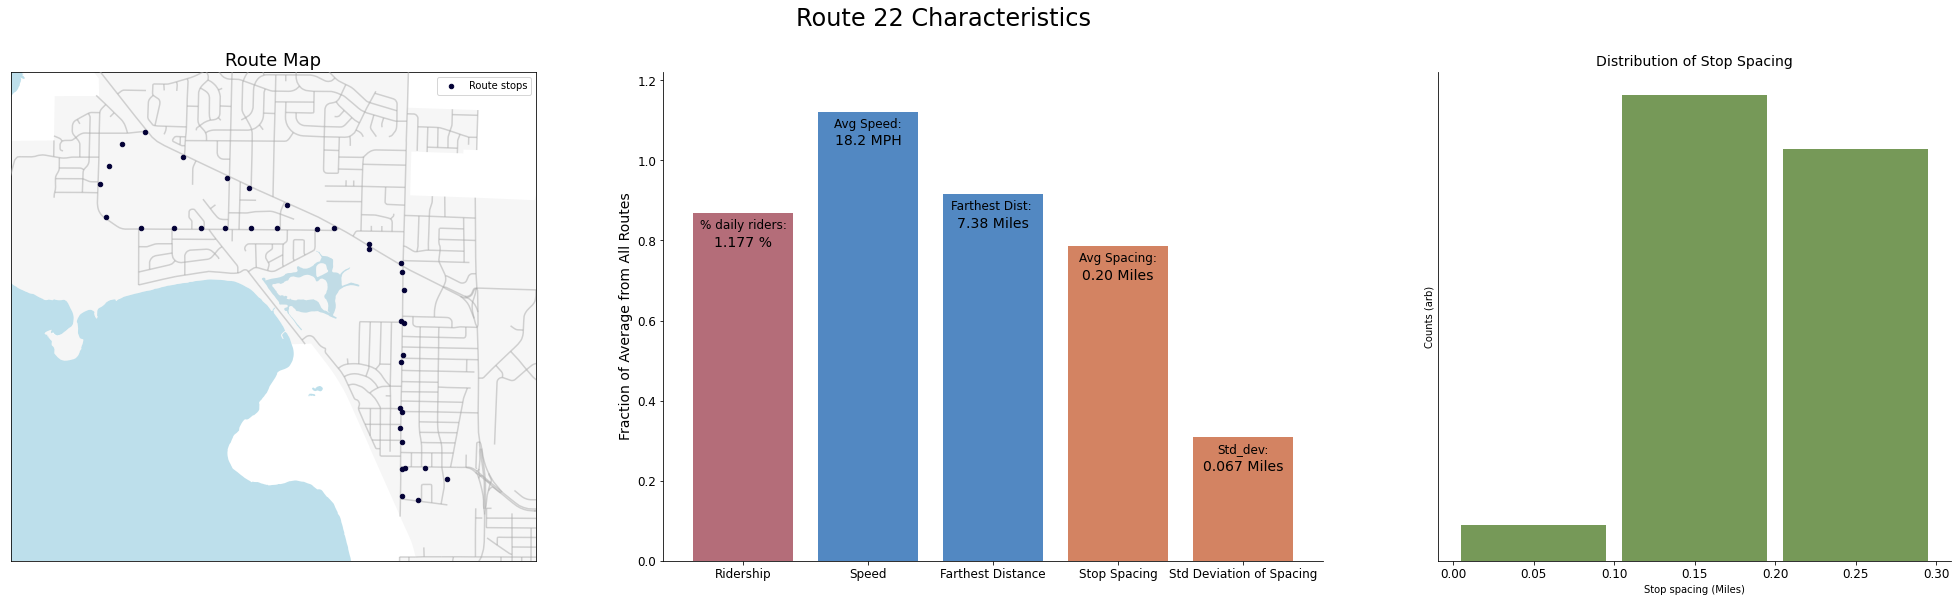 Route 22 Characteristics
Route Map
Route stops
Fraction of Average from All Routes
1.2
1.0
0.8
0.6
0.4
0.2
0.0
% daily riders:
1.177 %
Avg Speed:
18.2 MPH
Farthest Dist:
7.38 Miles
Avg Spacing:
0.20 Miles
Std_dev:
0.067 Miles
Ridership
Speed
Farthest Distance
Stop Spacing
Std Deviation of Spacing
Distribution of Stop Spacing
Counts (arb)
0.00
0.05
0.10
0.15
0.20
0.25
0.30
Stop spacing (Miles)